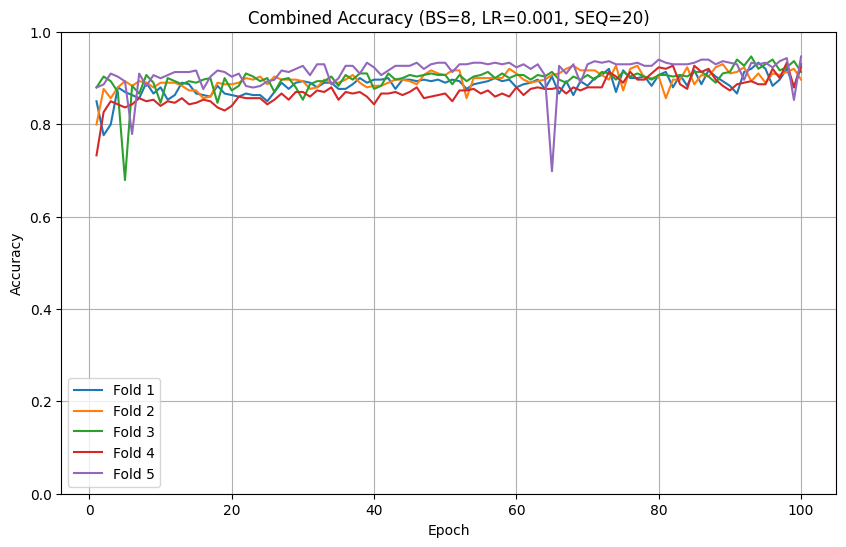 Combined Accuracy (BS=8, LR=0.001, SEQ=20)
Accuracy
1.0
0.8
0.6
0.4
0.2
0.0
Fold 1
Fold 2
Fold 3
Fold 4
Fold 5
0 20 40 60 80 100
Epoch